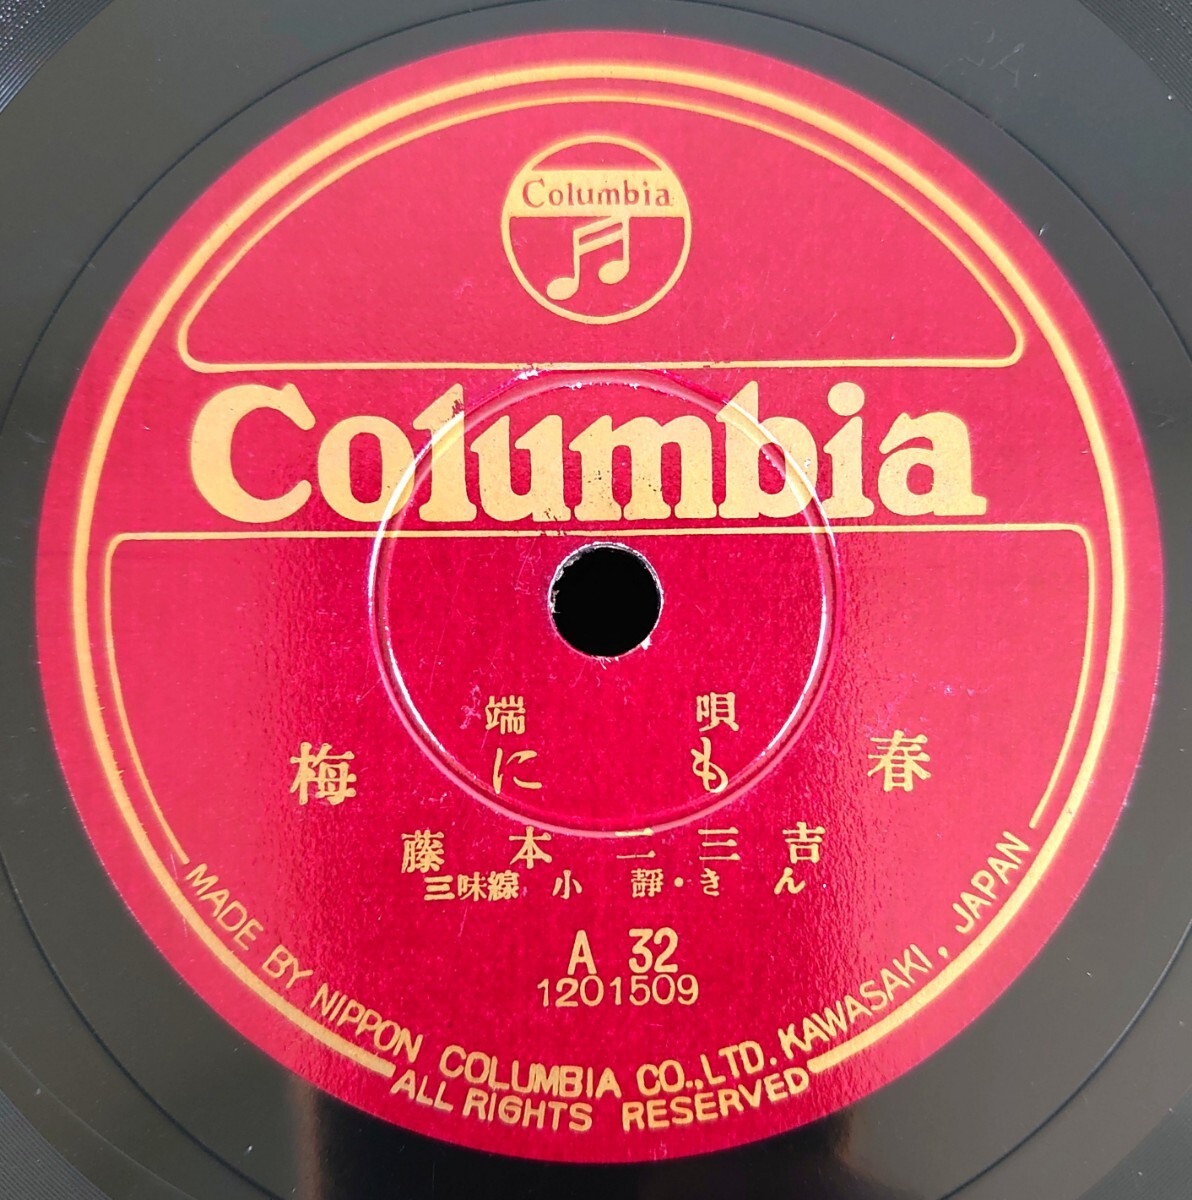 Columbia
Columbia
端唄
梅にも春
藤本二三吉
三味線 小靜・きん
A 32
1201509
MADE BY NIPPON COLUMBIA CO., LTD. KAWASAKI, JAPAN
ALL RIGHTS RESERVED